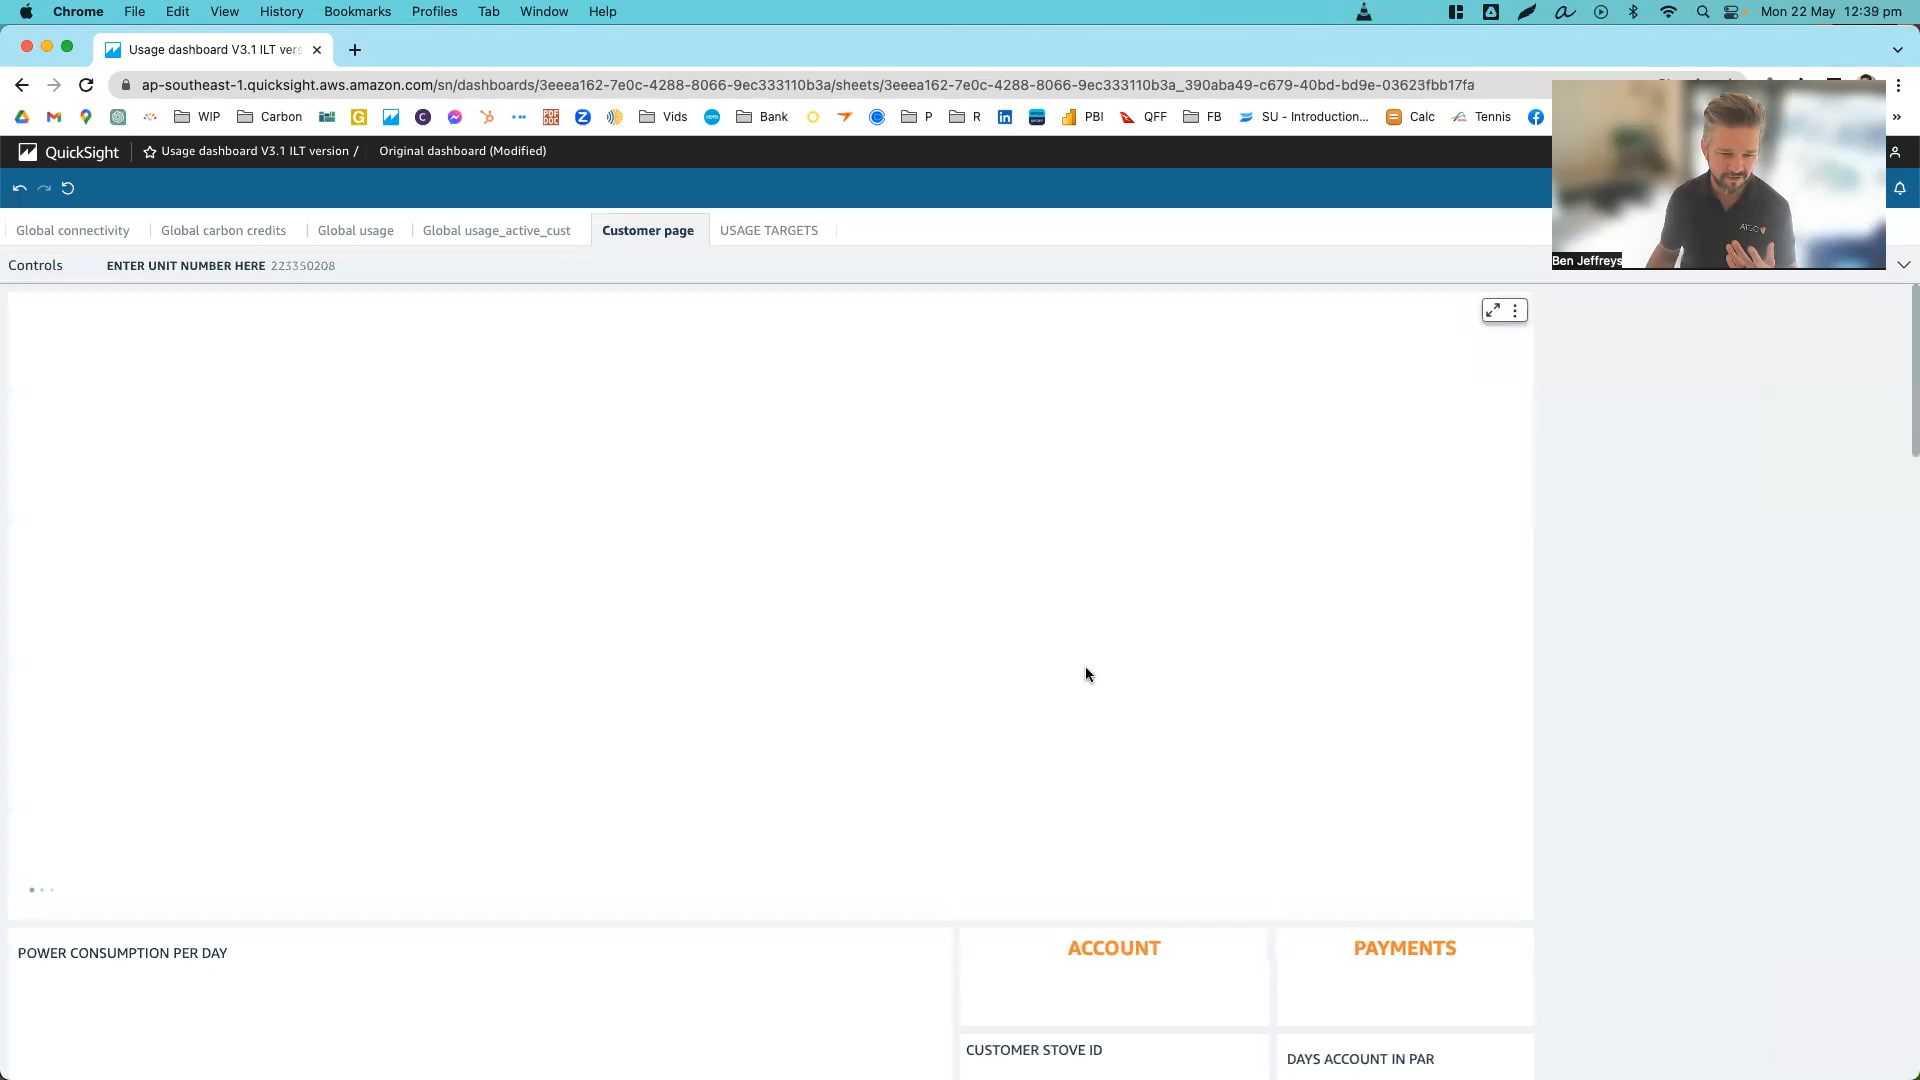 Chrome File Edit View History Bookmarks Profiles Tab Window Help Mon 22 May 12:39 pm
Usage dashboard V3.1 ILT vers
ap-southeast-1.quicksight.aws.amazon.com/sn/dashboards/3eeea162-7e0c-4288-8066-9ec333110b3a/sheets/3eeea162-7e0c-4288-8066-9ec333110b3a_390aba49-c679-40bd-bd9e-03623fbb17fa
WIP Carbon Vids Bank P R PBI QFF FB SU - Introduction... Calc Tennis »
QuickSight Usage dashboard V3.1 ILT version / Original dashboard (Modified)
Global connectivity Global carbon credits Global usage Global usage_active_cust Customer page USAGE TARGETS
ATEC
Ben Jeffreys
Controls ENTER UNIT NUMBER HERE 223350208
POWER CONSUMPTION PER DAY
ACCOUNT
PAYMENTS
CUSTOMER STOVE ID
DAYS ACCOUNT IN PAR